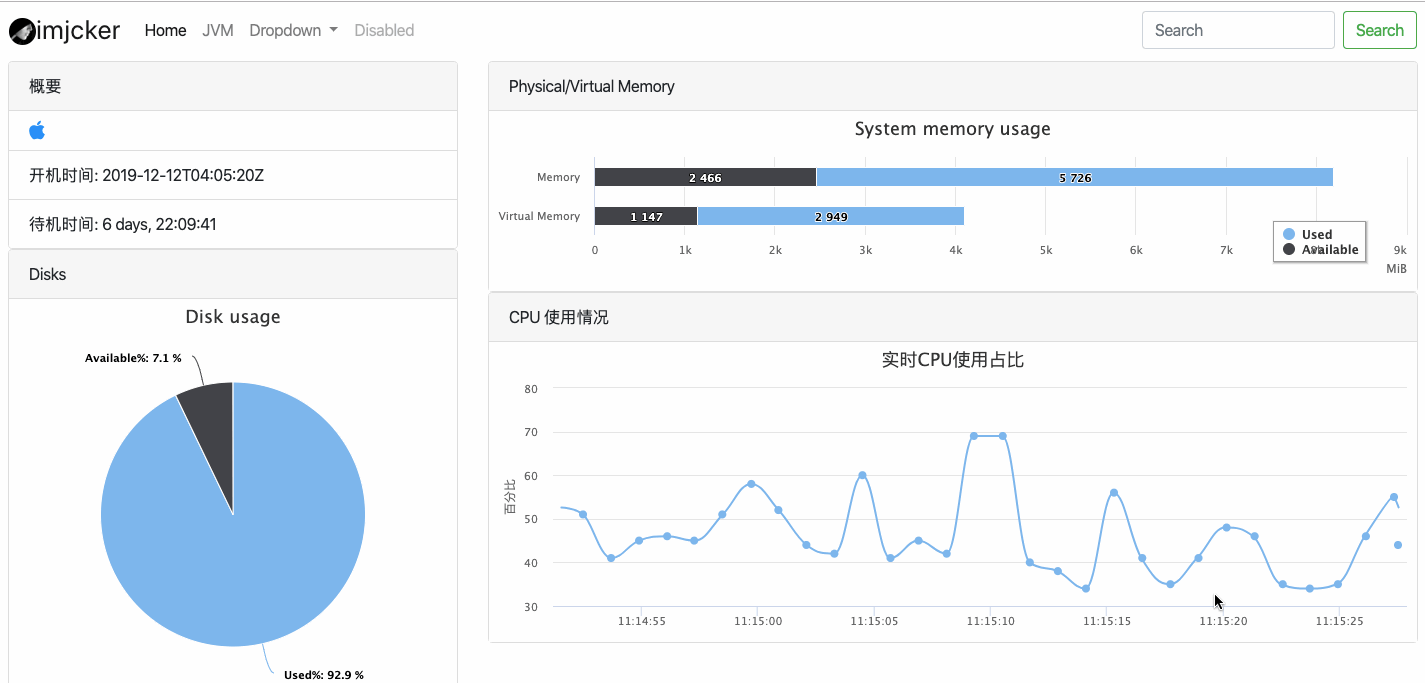 imjcker Home JVM Dropdown Disabled Search Search
概要
开机时间: 2019-12-12T04:05:20Z
待机时间: 6 days, 22:09:41
Disks
Disk usage
Available%: 7.1 %
Used%: 92.9 %
Physical/Virtual Memory
System memory usage
Memory 2 466 5 726
Virtual Memory 1 147 2 949
0 1k 2k 3k 4k 5k 6k 7k 9k
MiB
Used
Available
CPU 使用情况
实时CPU使用占比
百分比
80
70
60
50
40
30
11:14:55 11:15:00 11:15:05 11:15:10 11:15:15 11:15:20 11:15:25